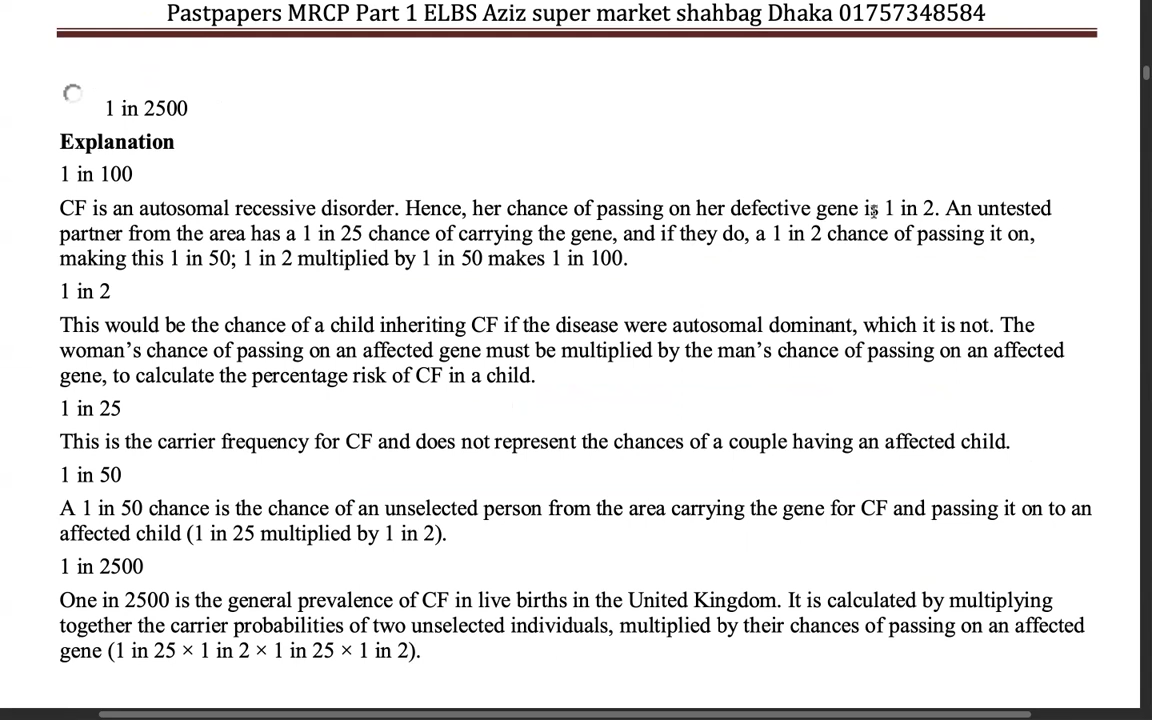 Pastpapers MRCP Part 1 ELBS Aziz super market shahbag Dhaka 01757348584
1 in 2500
Explanation
1 in 100
CF is an autosomal recessive disorder. Hence, her chance of passing on her defective gene is 1 in 2. An untested
partner from the area has a 1 in 25 chance of carrying the gene, and if they do, a 1 in 2 chance of passing it on,
making this 1 in 50; 1 in 2 multiplied by 1 in 50 makes 1 in 100.
1 in 2
This would be the chance of a child inheriting CF if the disease were autosomal dominant, which it is not. The
woman’s chance of passing on an affected gene must be multiplied by the man’s chance of passing on an affected
gene, to calculate the percentage risk of CF in a child.
1 in 25
This is the carrier frequency for CF and does not represent the chances of a couple having an affected child.
1 in 50
A 1 in 50 chance is the chance of an unselected person from the area carrying the gene for CF and passing it on to an
affected child (1 in 25 multiplied by 1 in 2).
1 in 2500
One in 2500 is the general prevalence of CF in live births in the United Kingdom. It is calculated by multiplying
together the carrier probabilities of two unselected individuals, multiplied by their chances of passing on an affected
gene (1 in 25 × 1 in 2 × 1 in 25 × 1 in 2).